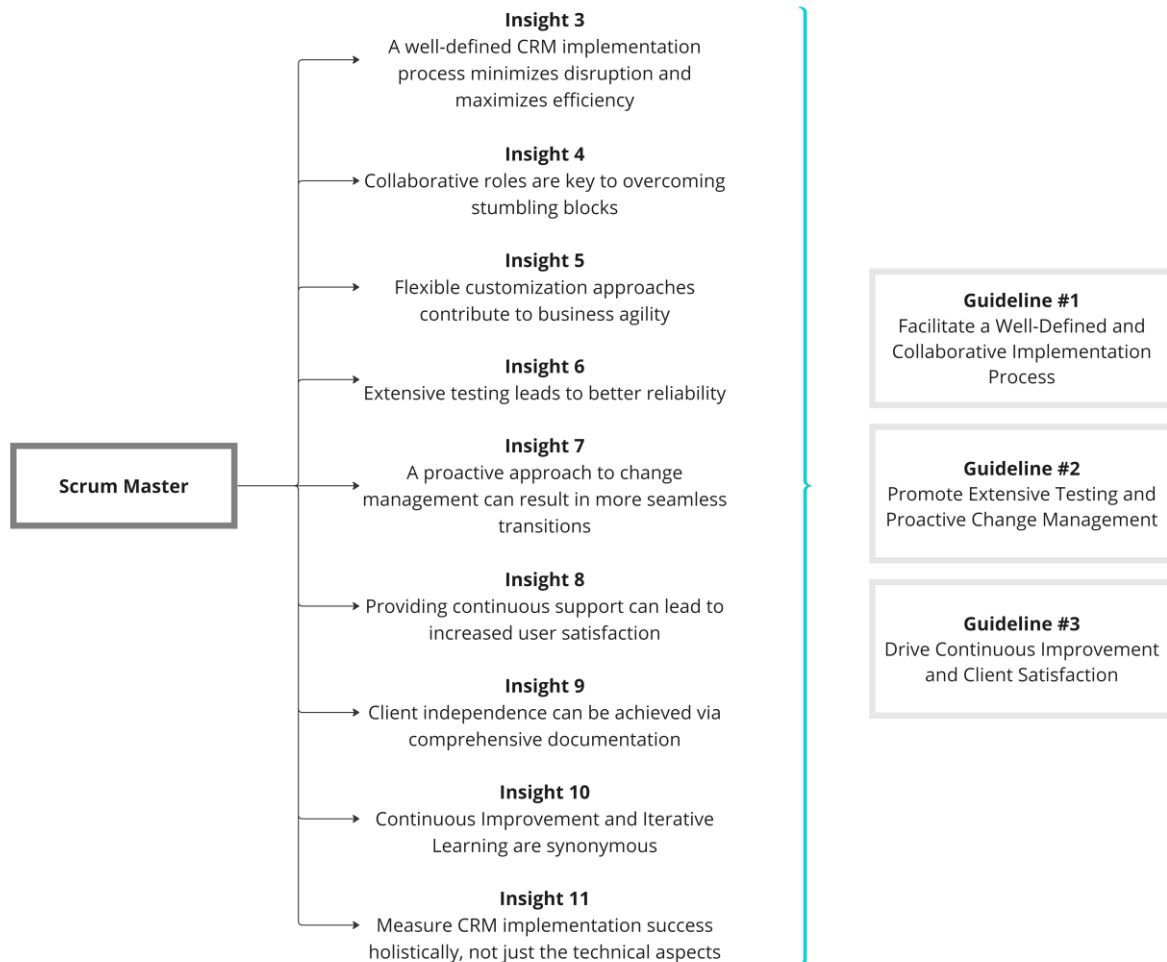 Scrum Master
Insight 3
A well-defined CRM implementation
process minimizes disruption and
maximizes efficiency
Insight 4
Collaborative roles are key to overcoming
stumbling blocks
Insight 5
Flexible customization approaches
contribute to business agility
Insight 6
Extensive testing leads to better reliability
Insight 7
A proactive approach to change
management can result in more seamless
transitions
Insight 8
Providing continuous support can lead to
increased user satisfaction
Insight 9
Client independence can be achieved via
comprehensive documentation
Insight 10
Continuous Improvement and Iterative
Learning are synonymous
Insight 11
Measure CRM implementation success
holistically, not just the technical aspects
Guideline #1
Facilitate a Well-Defined and
Collaborative Implementation
Process
Guideline #2
Promote Extensive Testing and
Proactive Change Management
Guideline #3
Drive Continuous Improvement
and Client Satisfaction